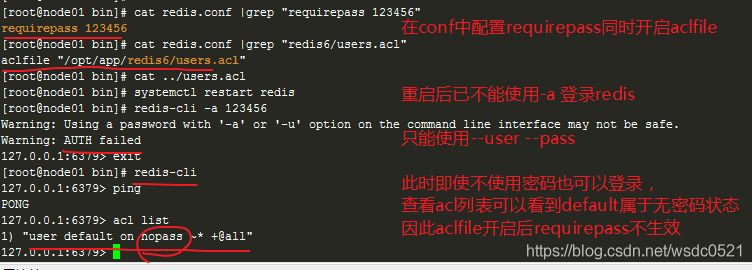 [root@node01 bin]# cat redis.conf |grep "requirepass 123456"
requirepass 123456
在conf中配置requirepass同时开启aclfile
[root@node01 bin]# cat redis.conf |grep "redis6/users.acl"
aclfile "/opt/app/redis6/users.acl"
[root@node01 bin]# cat ../users.acl
[root@node01 bin]# systemctl restart redis
重启后已不能使用-a 登录redis
[root@node01 bin]# redis-cli -a 123456
Warning: Using a password with '-a' or '-u' option on the command line interface may not be safe.
Warning: AUTH failed
只能使用--user --pass
127.0.0.1:6379> exit
[root@node01 bin]# redis-cli
127.0.0.1:6379> ping
此时即使不使用密码也可以登录，
PONG
查看acl列表可以看到default属于无密码状态
127.0.0.1:6379> acl list
因此aclfile开启后requirepass不生效
1) "user default on nopass ~* +@all"
127.0.0.1:6379>
https://blog.csdn.net/wsdc0521